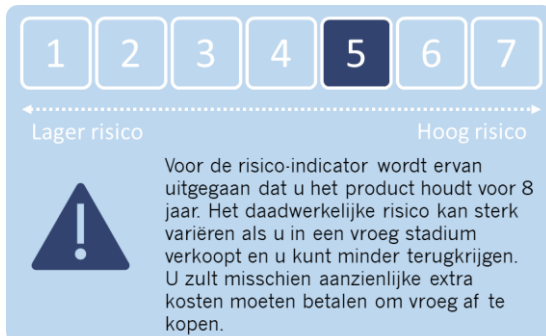 1 2 3 4 5 6 7
Lager risico Hoog risico
Voor de risico-indicator wordt ervan
uitgegaan dat u het product houdt voor 8
jaar. Het daadwerkelijke risico kan sterk
variëren als u in een vroeg stadium
verkoopt en u kunt minder terugkrijgen.
U zult misschien aanzienlijke extra
kosten moeten betalen om vroeg af te
kopen.